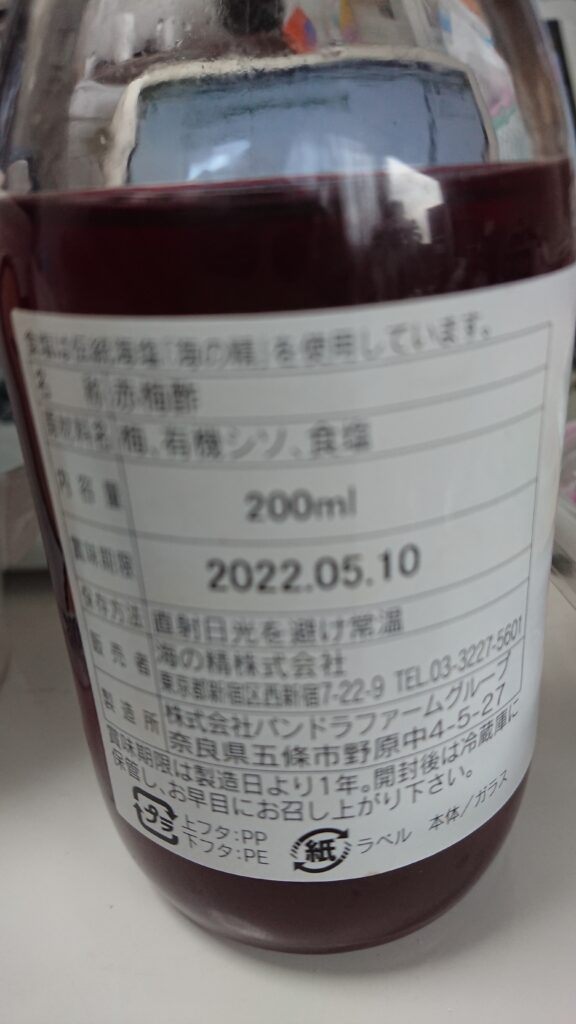 食塩は伝統海塩「海の精」を使用しています。
名 称 赤梅酢
原材料名 梅、有機シソ、食塩
内容量 200ml
賞味期限 2022.05.10
保存方法 直射日光を避け常温
販売者 海の精株式会社
東京都新宿区西新宿7-22-9 TEL.03-3227-5601
製造所 株式会社パンドラファームグループ
奈良県五條市野原中4-5-27
賞味期限は製造日より1年。開封後は冷蔵庫に
保管し、お早目にお召し上がり下さい。
プラ 上フタ:PP
下フタ:PE
紙 ラベル 本体/ガラス